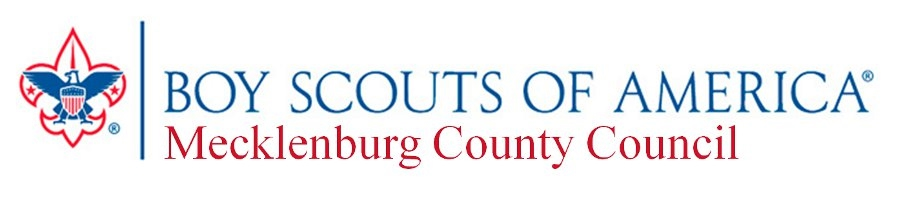 BOY SCOUTS OF AMERICA®
Mecklenburg County Council
®